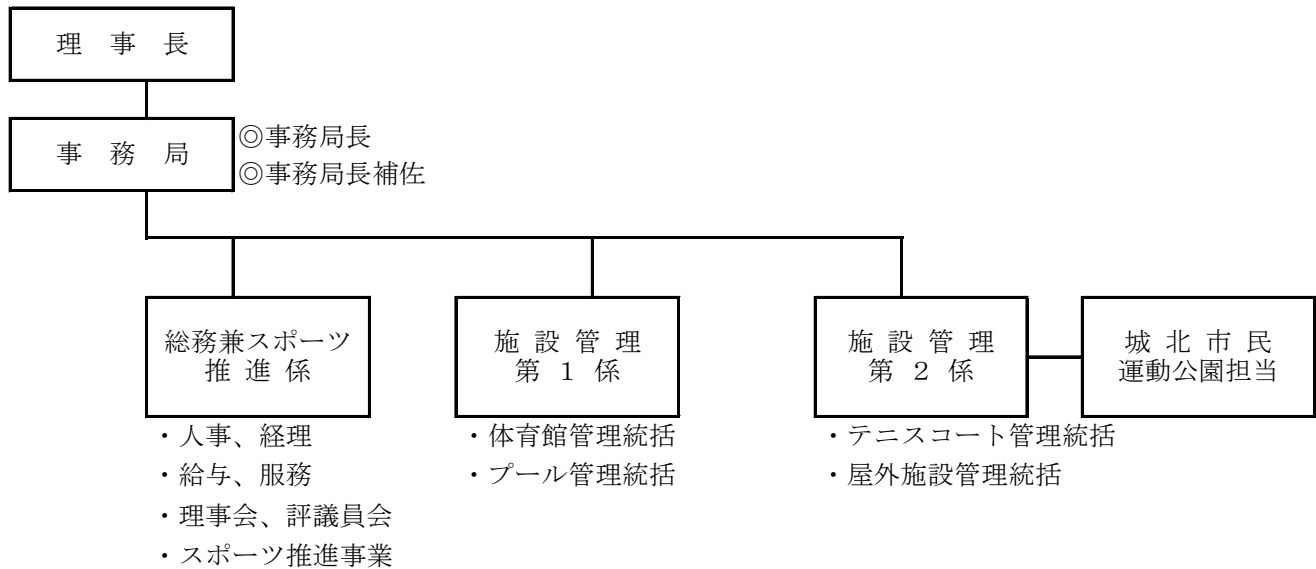 理事長
事務局
◎事務局長
◎事務局長補佐
総務兼スポーツ
推進係
・人事、経理
・給与、服務
・理事会、評議員会
・スポーツ推進事業
施設管理
第1係
・体育館管理統括
・プール管理統括
施設管理
第2係
・テニスコート管理統括
・屋外施設管理統括
城北市民
運動公園担当